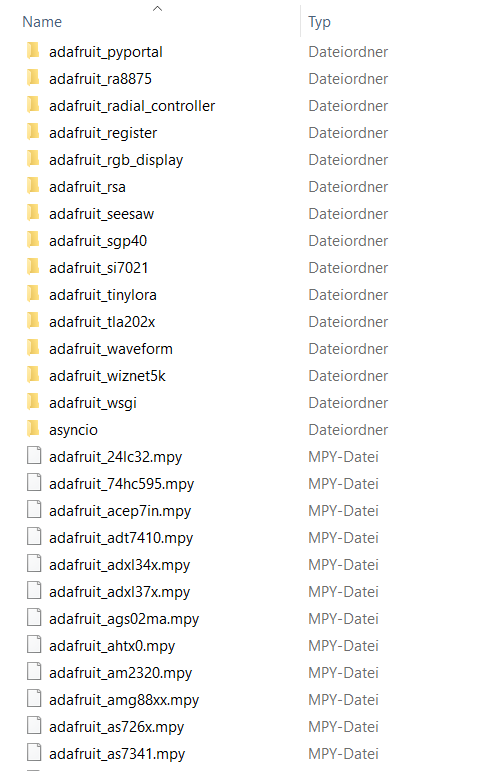 Name Typ
adafruit_pyportal Dateiordner
adafruit_ra8875 Dateiordner
adafruit_radial_controller Dateiordner
adafruit_register Dateiordner
adafruit_rgb_display Dateiordner
adafruit_rsa Dateiordner
adafruit_seesaw Dateiordner
adafruit_sgp40 Dateiordner
adafruit_si7021 Dateiordner
adafruit_tinylora Dateiordner
adafruit_tla202x Dateiordner
adafruit_waveform Dateiordner
adafruit_wiznet5k Dateiordner
adafruit_wsgi Dateiordner
asyncio Dateiordner
adafruit_24lc32.mpy MPY-Datei
adafruit_74hc595.mpy MPY-Datei
adafruit_acep7in.mpy MPY-Datei
adafruit_adt7410.mpy MPY-Datei
adafruit_adxl34x.mpy MPY-Datei
adafruit_adxl37x.mpy MPY-Datei
adafruit_ags02ma.mpy MPY-Datei
adafruit_ahtx0.mpy MPY-Datei
adafruit_am2320.mpy MPY-Datei
adafruit_amg88xx.mpy MPY-Datei
adafruit_as726x.mpy MPY-Datei
adafruit_as7341.mpy MPY-Datei